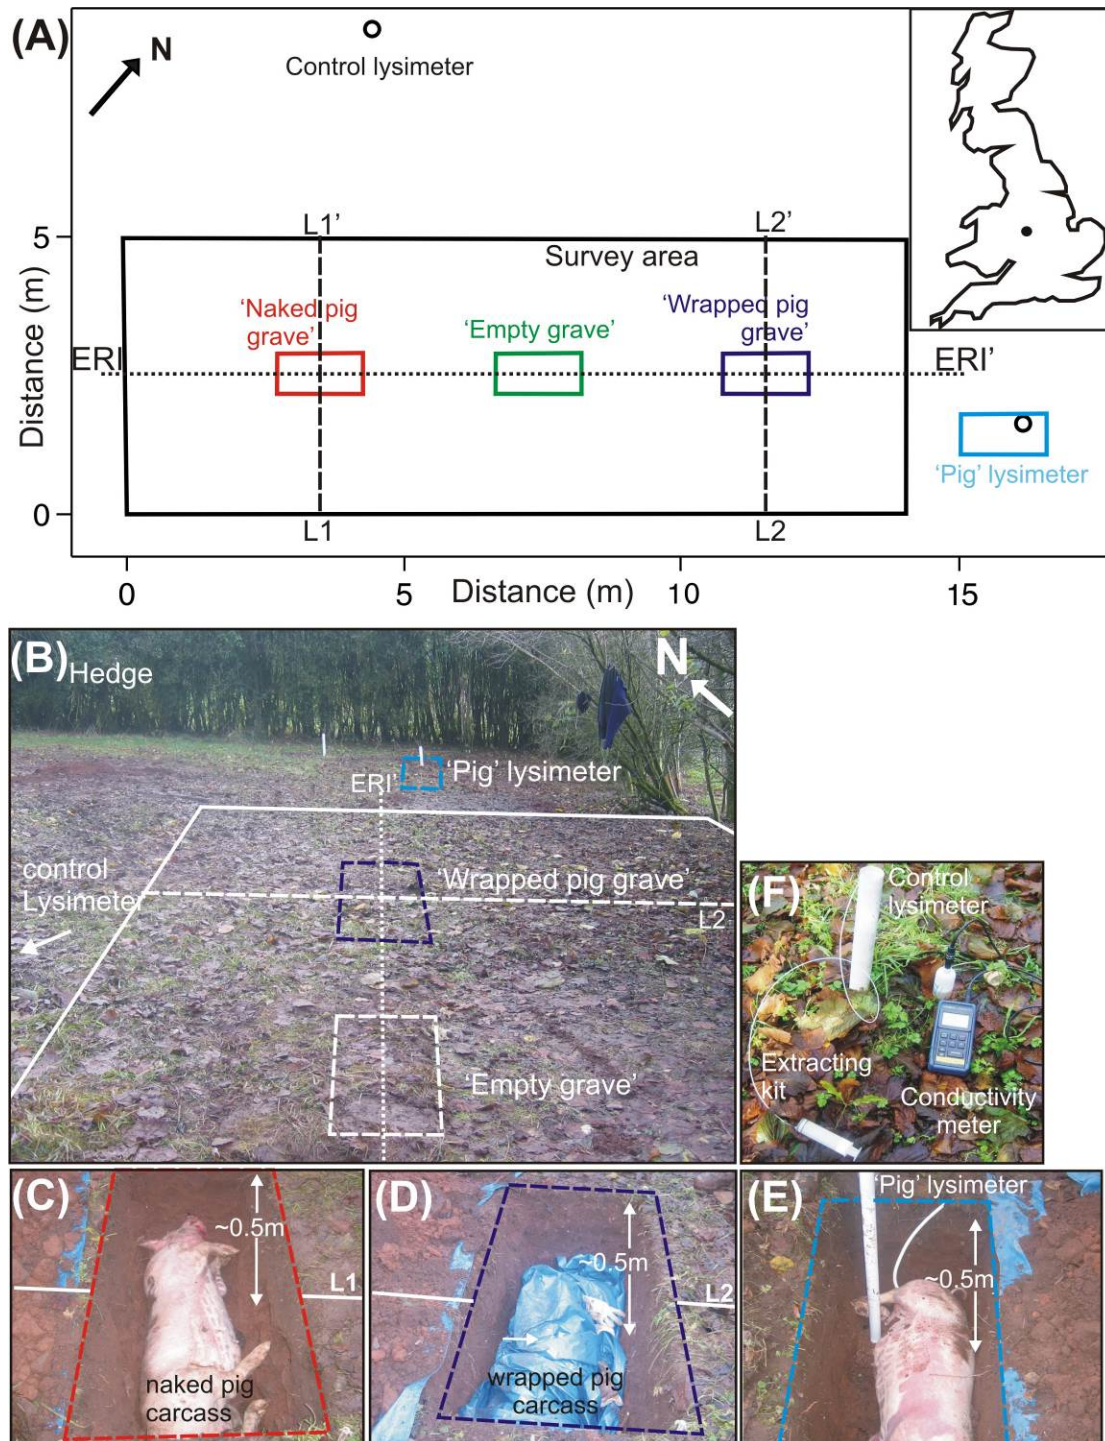 (A)
N
Control lysimeter
L1'
L2'
Survey area
'Naked pig
grave'
'Empty grave'
'Wrapped pig
grave'
ERI
ERI'
'Pig' lysimeter
L1
L2
Distance (m)
5
0
0
5
Distance (m)
10
15
(B)
Hedge
N
ERI'
'Pig' lysimeter
control
Lysimeter
'Wrapped pig grave'
L2
'Empty grave'
(F)
Control
lysimeter
Extracting
kit
Conductivity
meter
(C)
~0.5m
L1
naked pig
carcass
(D)
~0.5m
L2
wrapped pig
carcass
(E)
'Pig' lysimeter
~0.5m